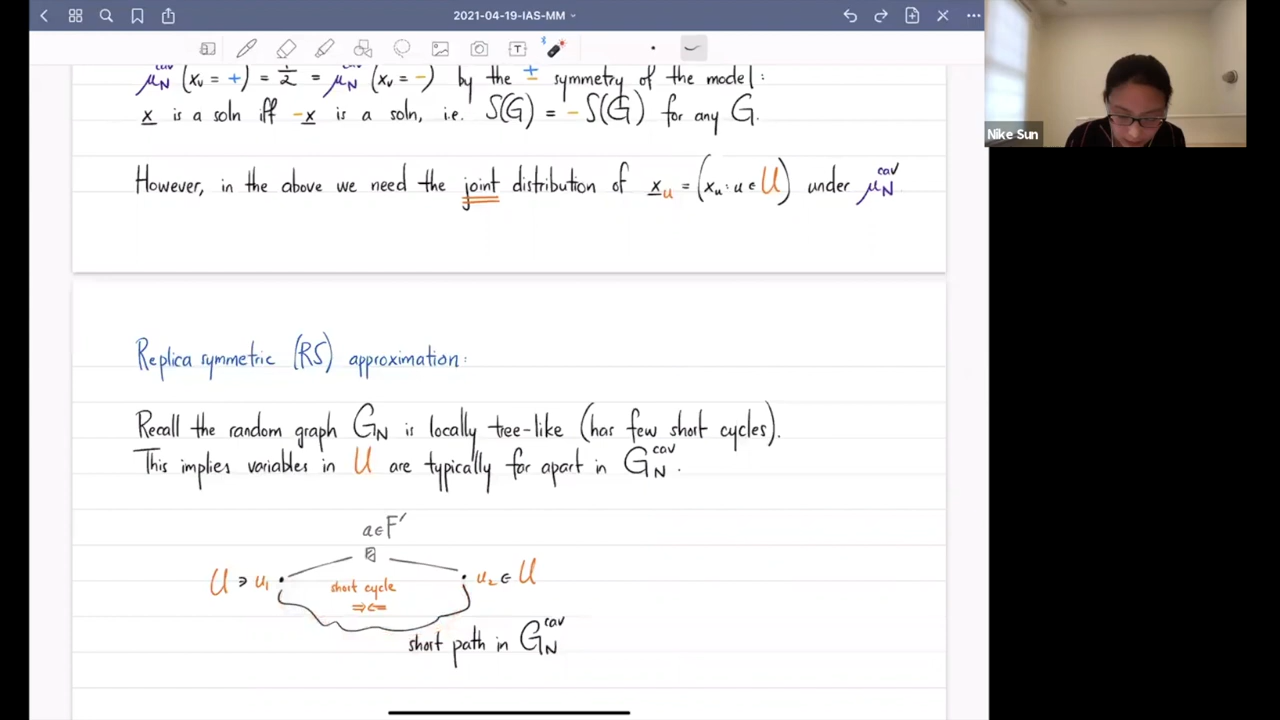 2021-04-19-IAS-MM
μ_N^cav (x_v = +) = 1/2 = μ_N^cav (x_v = -) by the ± symmetry of the model:
x is a soln iff -x is a soln, i.e. S(G) = - S(G) for any G.
However, in the above we need the joint distribution of x_U = (x_u : u ∈ U) under μ_N^cav
Nike Sun
Replica symmetric (RS) approximation:
Recall the random graph G_N is locally tree-like (has few short cycles).
This implies variables in U are typically far apart in G_N^cav.
a ∈ F′
U ∋ u_1
short cycle
⇒⇐
u_2 ∈ U
short path in G_N^cav